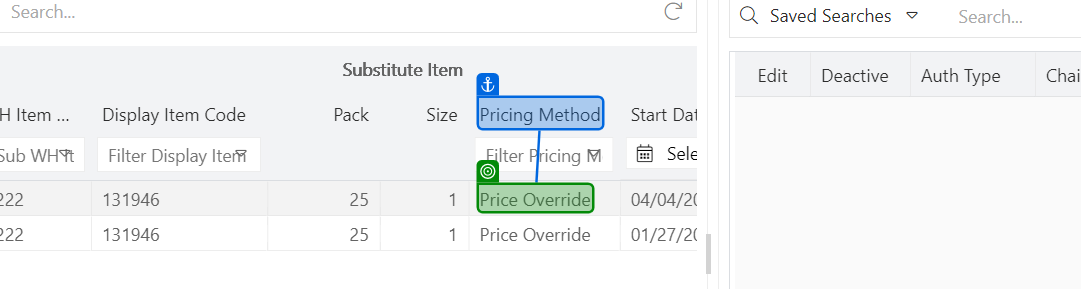 Search...
Saved Searches
Search...
Substitute Item
Edit
Deactive
Auth Type
Chai
H Item ...
Display Item Code
Pack
Size
Pricing Method
Start Dat
Sub WH It
Filter Display Item
Filter Pricing M
Sele
222
131946
25
1
Price Override
04/04/20
222
131946
25
1
Price Override
01/27/20